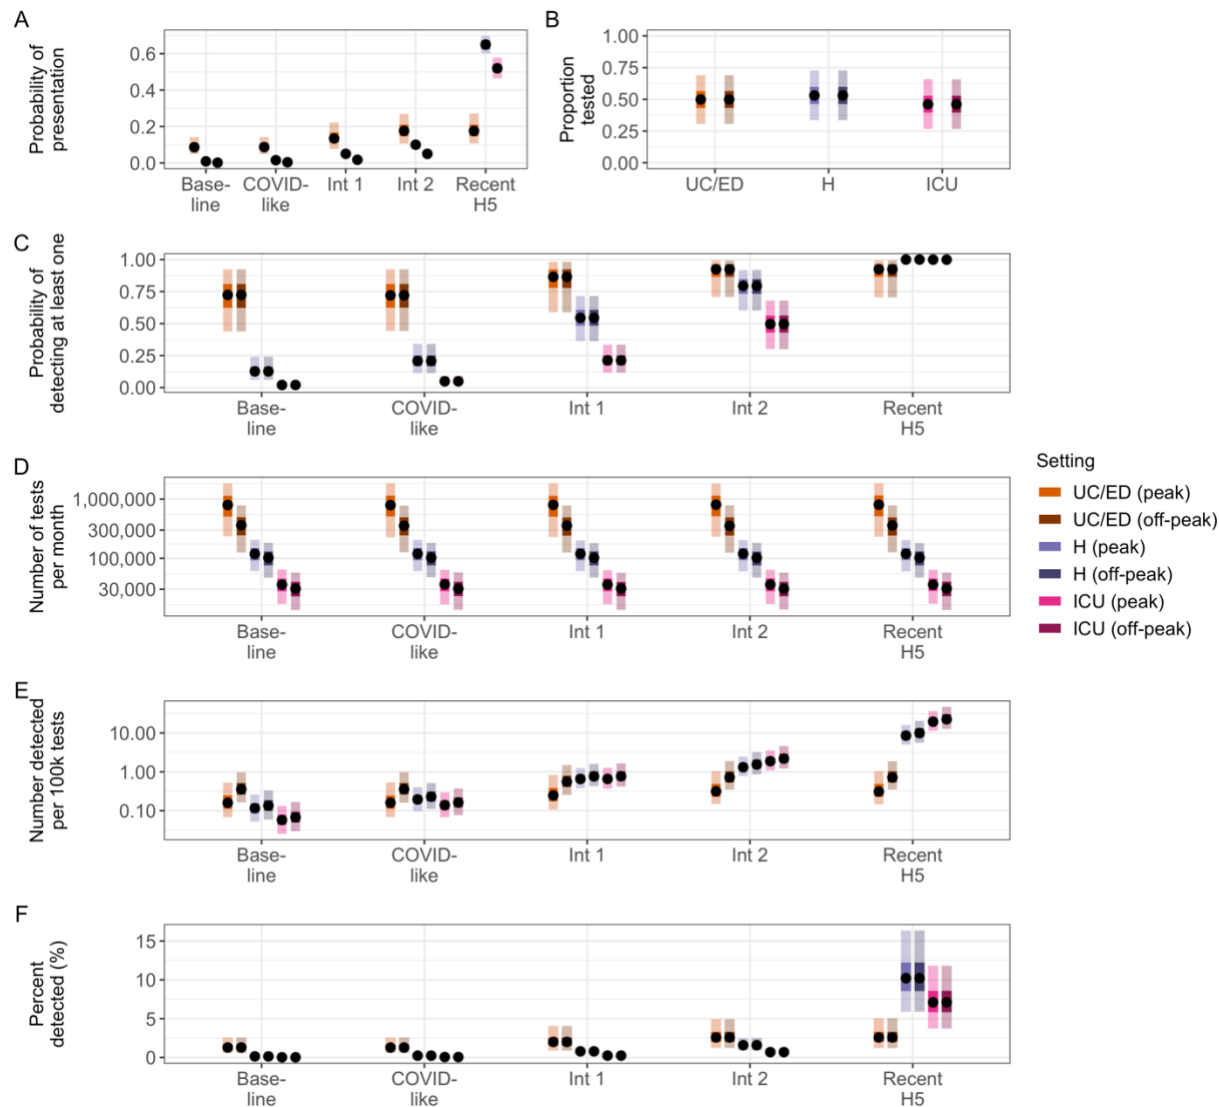 A
Probability of
presentation
0.6
0.4
0.2
0.0
Base-
line
COVID-
like
Int 1
Int 2
Recent
H5
B
Proportion
tested
1.00
0.75
0.50
0.25
0.00
UC/ED
H
ICU
C
Probability of
detecting at least one
1.00
0.75
0.50
0.25
0.00
Base-
line
COVID-
like
Int 1
Int 2
Recent
H5
D
Number of tests
per month
1,000,000
300,000
100,000
30,000
Base-
line
COVID-
like
Int 1
Int 2
Recent
H5
E
Number detected
per 100k tests
10.00
1.00
0.10
Base-
line
COVID-
like
Int 1
Int 2
Recent
H5
F
Percent
detected (%)
15
10
5
0
Base-
line
COVID-
like
Int 1
Int 2
Recent
H5
Setting
UC/ED (peak)
UC/ED (off-peak)
H (peak)
H (off-peak)
ICU (peak)
ICU (off-peak)